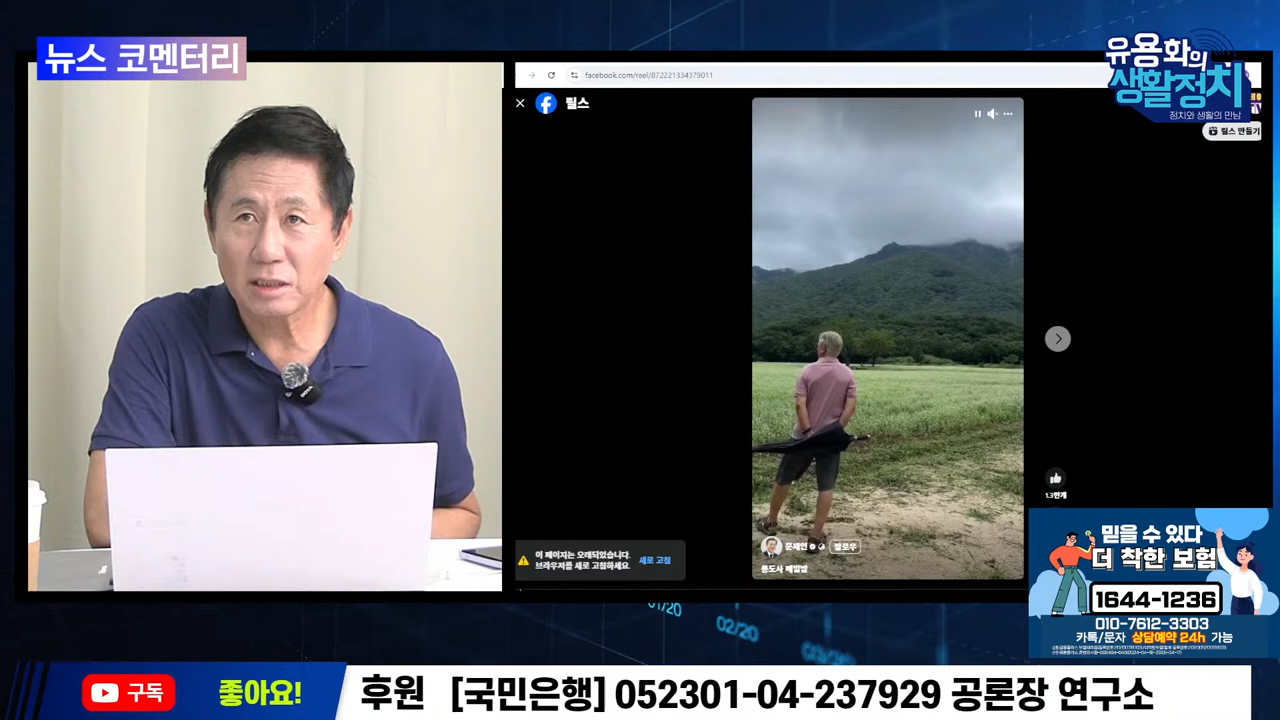 뉴스 코멘터리
유용화의
생활정치
정치와 생활의 만남
facebook.com/reel/872221334379011
릴스
릴스 만들기
1.3만개
문재인
팔로우
통도사 메밀밭
이 페이지는 오래되었습니다.
브라우저를 새로 고침하세요.
새로 고침
믿을 수 있다
더 착한 보험
1644-1236
010-7612-3303
카톡/문자 상담예약 24h 가능
01/20
02/20
구독
좋아요!
후원 [국민은행] 052301-04-237929 공론장 연구소